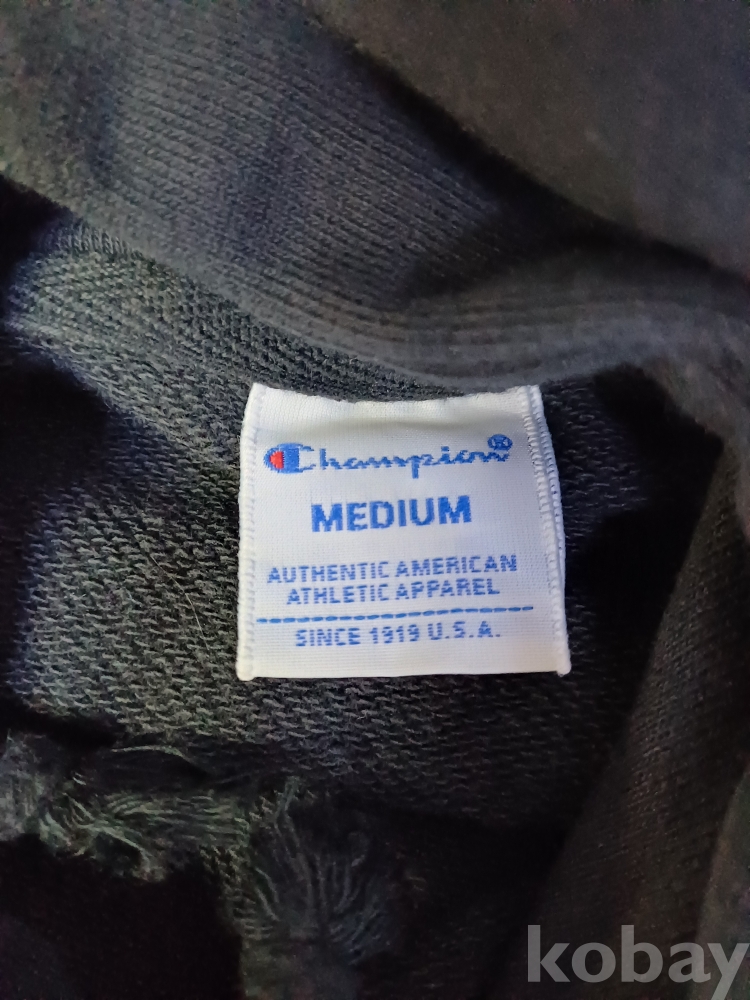 Champion®
MEDIUM
AUTHENTIC AMERICAN
ATHLETIC APPAREL
SINCE 1919 U.S.A.
kobay